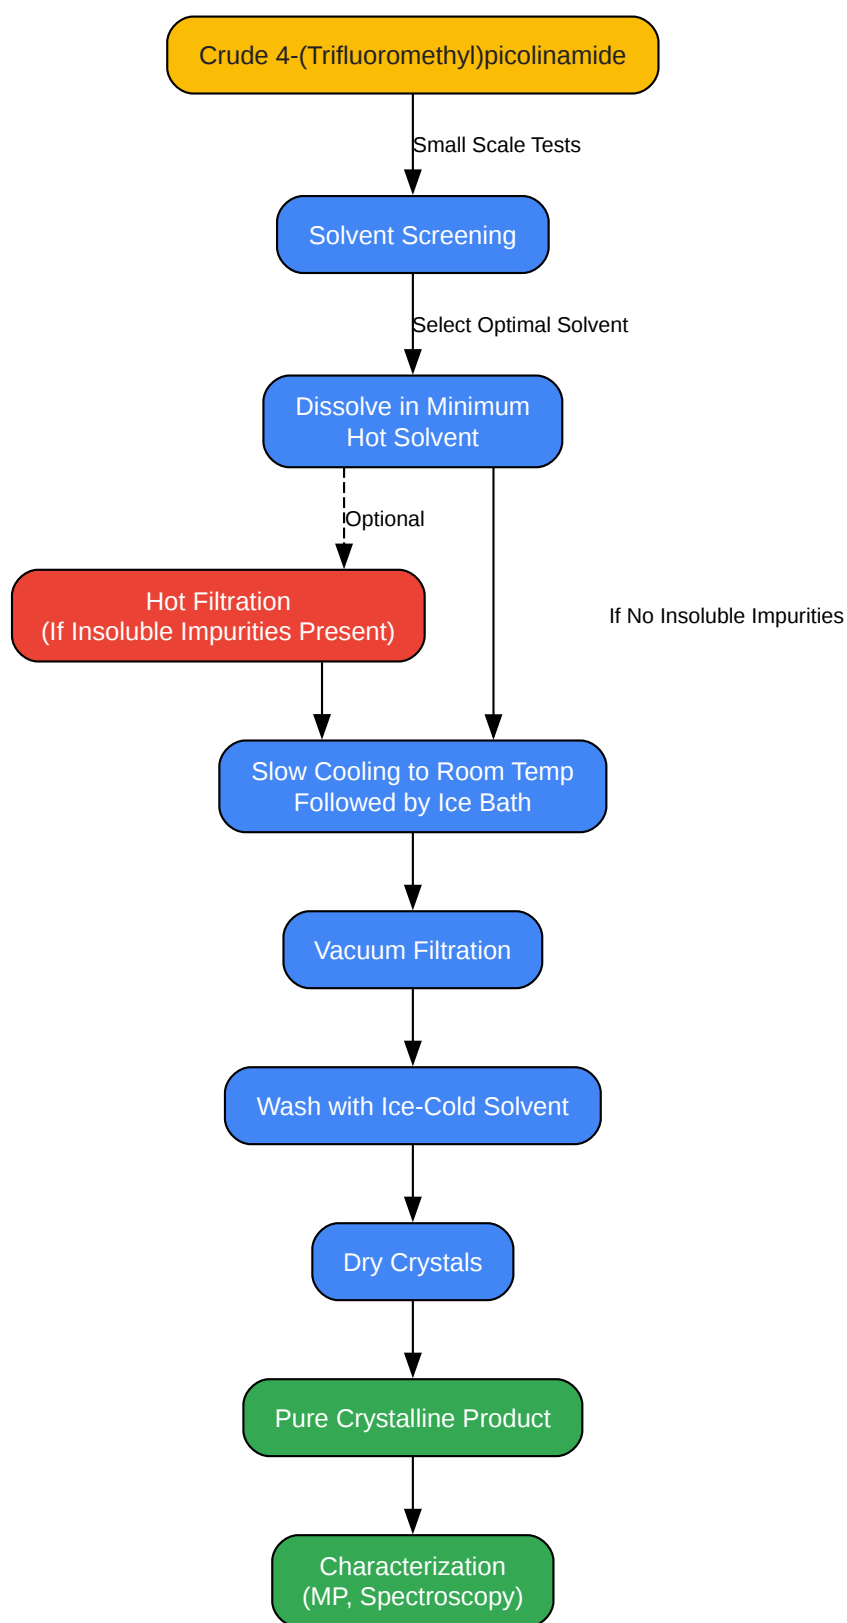 Crude 4-(Trifluoromethyl)picolinamide
Small Scale Tests
Solvent Screening
Select Optimal Solvent
Dissolve in Minimum
Hot Solvent
Optional
Hot Filtration
(If Insoluble Impurities Present)
If No Insoluble Impurities
Slow Cooling to Room Temp
Followed by Ice Bath
Vacuum Filtration
Wash with Ice-Cold Solvent
Dry Crystals
Pure Crystalline Product
Characterization
(MP, Spectroscopy)